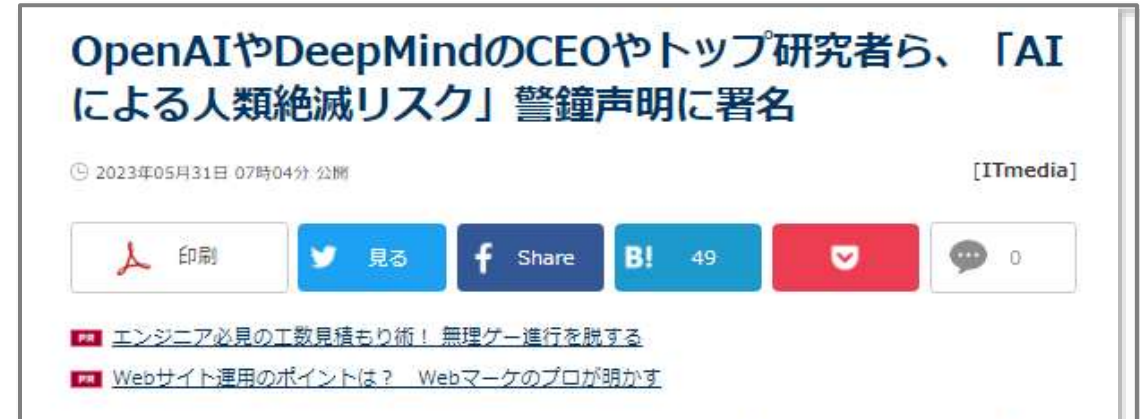 OpenAIやDeepMindのCEOやトップ研究者ら、「AI
による人類絶滅リスク」警鐘声明に署名
2023年05月31日 07時04分 公開
[ITmedia]
印刷
見る
f Share
B! 49
0
PR エンジニア必見の工数見積もり術！ 無理ゲー進行を脱する
PR Webサイト運用のポイントは？ Webマーケのプロが明かす